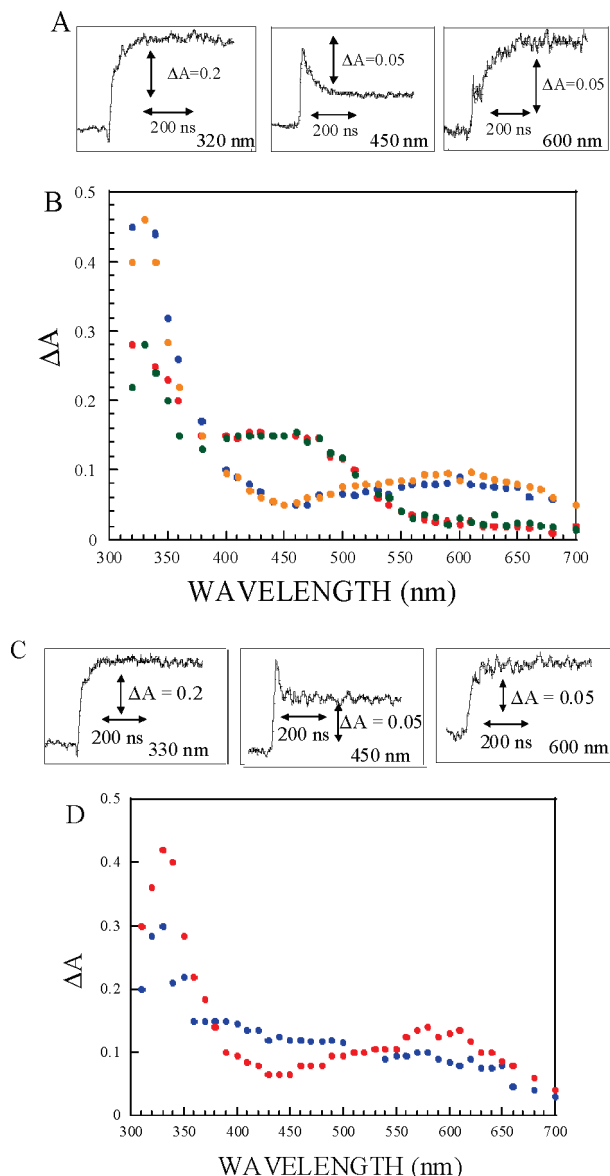 A
ΔA=0.2
200 ns
320 nm
ΔA=0.05
200 ns
450 nm
ΔA=0.05
200 ns
600 nm
B
0.5
0.4
0.3
0.2
0.1
0
ΔA
300 350 400 450 500 550 600 650 700
WAVELENGTH (nm)
C
ΔA = 0.2
200 ns
330 nm
200 ns
ΔA = 0.05
450 nm
ΔA = 0.05
200 ns
600 nm
D
0.4
0.3
0.2
0.1
0
ΔA
300 350 400 450 500 550 600 650 700
WAVELENGTH (nm)